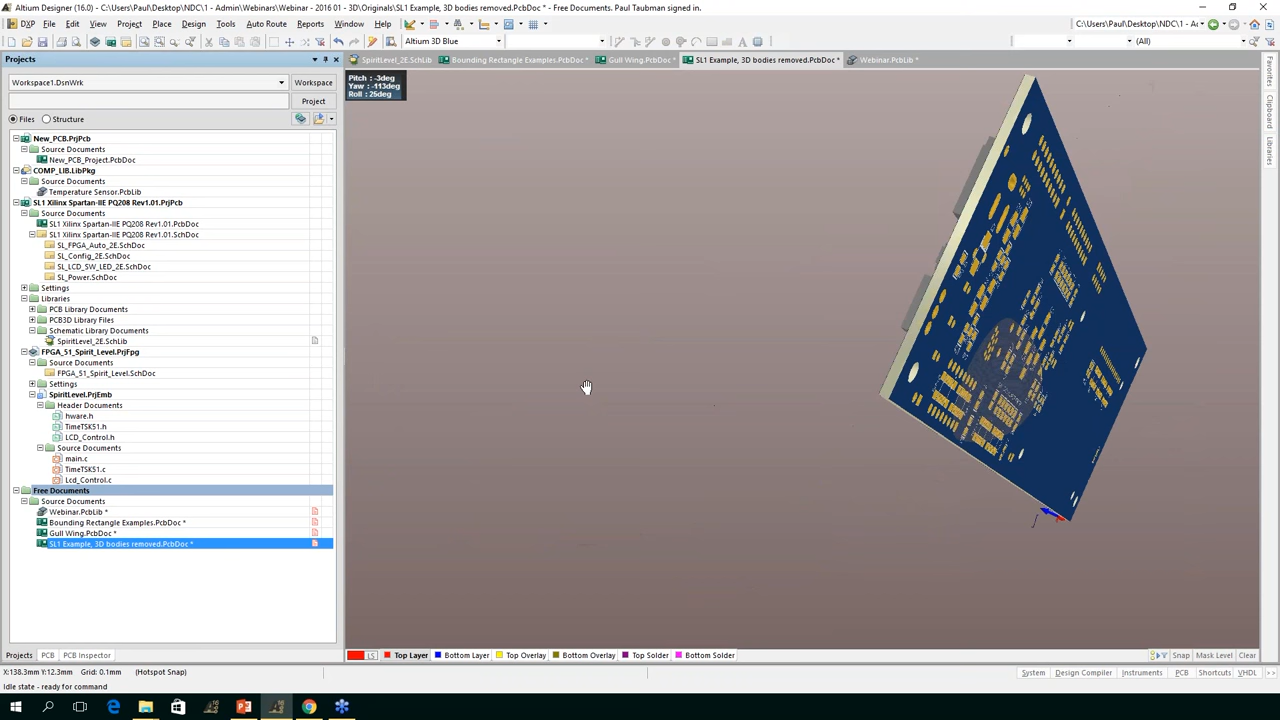 Altium Designer (16.0) - C:\Users\Paul\Desktop\NDC\1 - Admin\Webinars\Webinar - 2016 01 - 3D\Originals\SL1 Example, 3D bodies removed.PcbDoc * - Free Documents. Paul Taubman signed in.
DXP File Edit View Project Place Design Tools Auto Route Reports Window Help C:\Users\Paul\Desktop\NDC\1 - Ac
Altium 3D Blue (All)
Projects
SpiritLevel_2E.SchLib Bounding Rectangle Examples.PcbDoc * Gull Wing.PcbDoc * SL1 Example, 3D bodies removed.PcbDoc * Webinar.PcbLib *
Workspace1.DsnWrk Workspace
Project
Files Structure
New_PCB.PrjPcb
Source Documents
New_PCB_Project.PcbDoc
COMP_LIB.LibPkg
Source Documents
Temperature Sensor.PcbLib
SL1 Xilinx Spartan-IIE PQ208 Rev1.01.PrjPcb
Source Documents
SL1 Xilinx Spartan-IIE PQ208 Rev1.01.PcbDoc
SL1 Xilinx Spartan-IIE PQ208 Rev1.01.SchDoc
SL_FPGA_Auto_2E.SchDoc
SL_Config_2E.SchDoc
SL_LCD_SW_LED_2E.SchDoc
SL_Power.SchDoc
Settings
Libraries
PCB Library Documents
PCB3D Library Files
Schematic Library Documents
SpiritLevel_2E.SchLib
FPGA_51_Spirit_Level.PrjFpg
Source Documents
FPGA_51_Spirit_Level.SchDoc
Settings
SpiritLevel.PrjEmb
Header Documents
hware.h
TimeTSK51.h
LCD_Control.h
Source Documents
main.c
TimeTSK51.c
Lcd_Control.c
Free Documents
Source Documents
Webinar.PcbLib *
Bounding Rectangle Examples.PcbDoc *
Gull Wing.PcbDoc *
SL1 Example, 3D bodies removed.PcbDoc *
Pitch : -3deg
Yaw : -113deg
Roll : 25deg
Favorites
Clipboard
Libraries
Projects PCB PCB Inspector
LS Top Layer Bottom Layer Top Overlay Bottom Overlay Top Solder Bottom Solder Snap Mask Level Clear
X:138.3mm Y:12.3mm Grid: 0.1mm (Hotspot Snap) System Design Compiler Instruments PCB Shortcuts VHDL >>
Idle state - ready for command